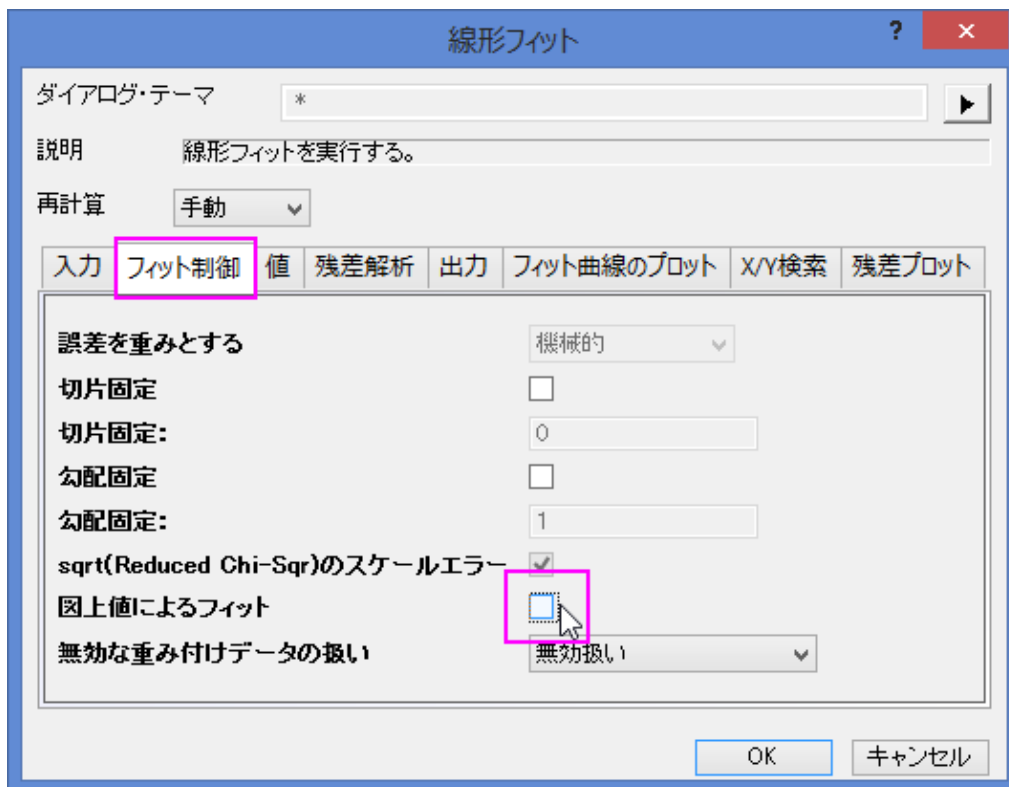 線形フィット ?
ダイアログ・テーマ *
説明 線形フィットを実行する。
再計算 手動
入力 フィット制御 値 残差解析 出力 フィット曲線のプロット X/Y検索 残差プロット
誤差を重みとする 機械的
切片固定
切片固定: 0
勾配固定
勾配固定: 1
sqrt(Reduced Chi-Sqr)のスケールエラー
図上値によるフィット
無効な重み付けデータの扱い 無効扱い
OK キャンセル